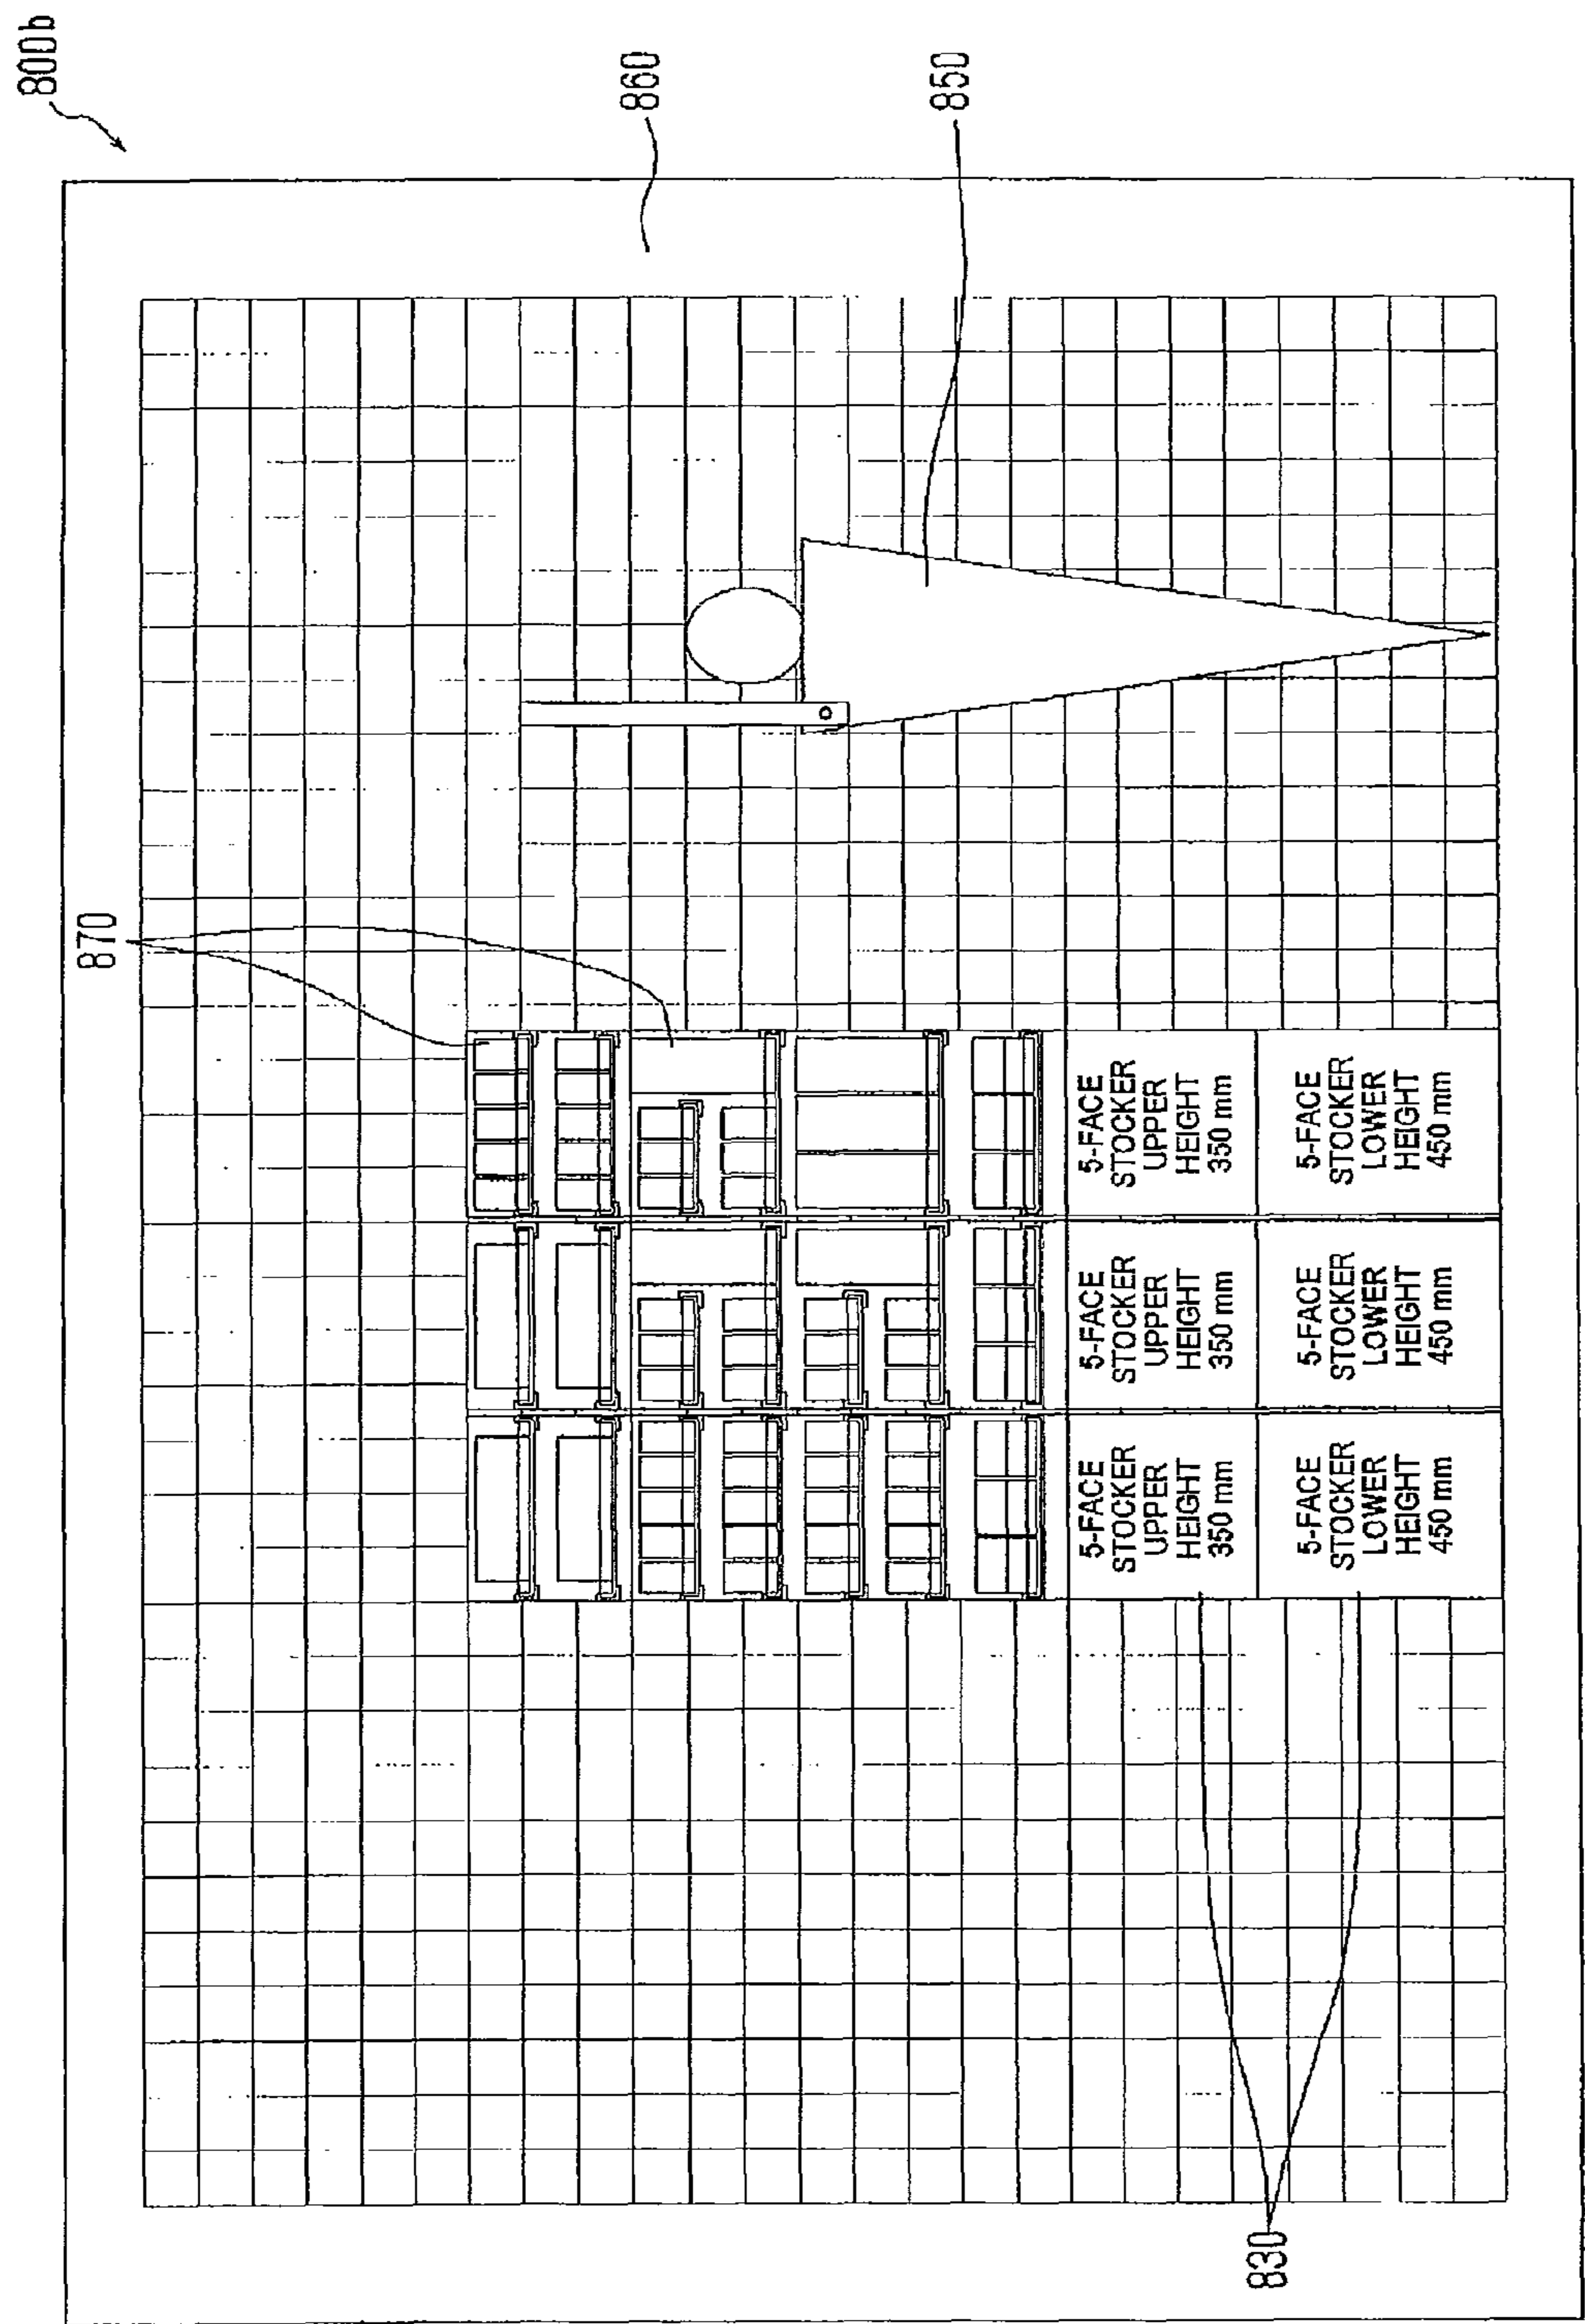 800b
870
860
850
5-FACE
STOCKER
UPPER
HEIGHT
350 mm
5-FACE
STOCKER
UPPER
HEIGHT
350 mm
5-FACE
STOCKER
UPPER
HEIGHT
350 mm
830
5-FACE
STOCKER
LOWER
HEIGHT
450 mm
5-FACE
STOCKER
LOWER
HEIGHT
450 mm
5-FACE
STOCKER
LOWER
HEIGHT
450 mm